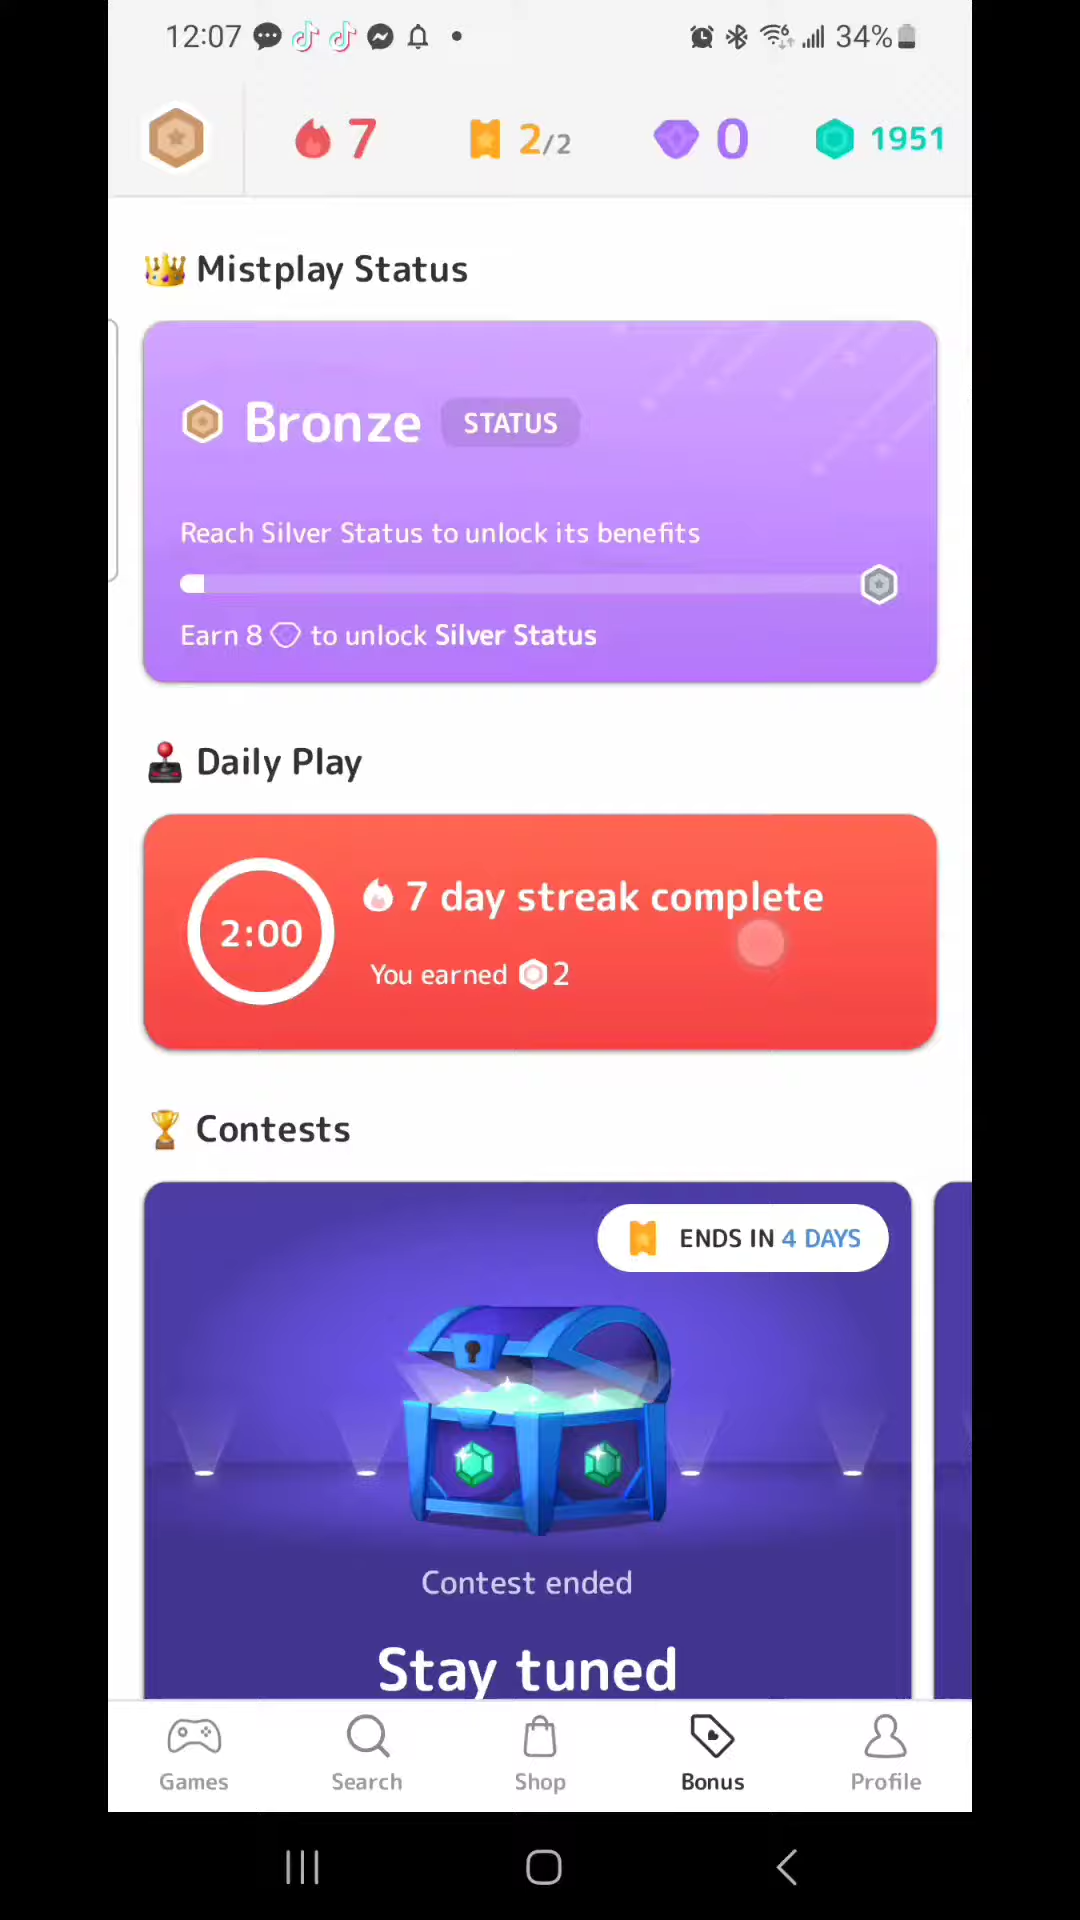 12:07 34%
7 2/2 0 1951
Mistplay Status
Bronze STATUS
Reach Silver Status to unlock its benefits
Earn 8 to unlock Silver Status
Daily Play
2:00
7 day streak complete
You earned 2
Contests
ENDS IN 4 DAYS
Contest ended
Stay tuned
Games Search Shop Bonus Profile